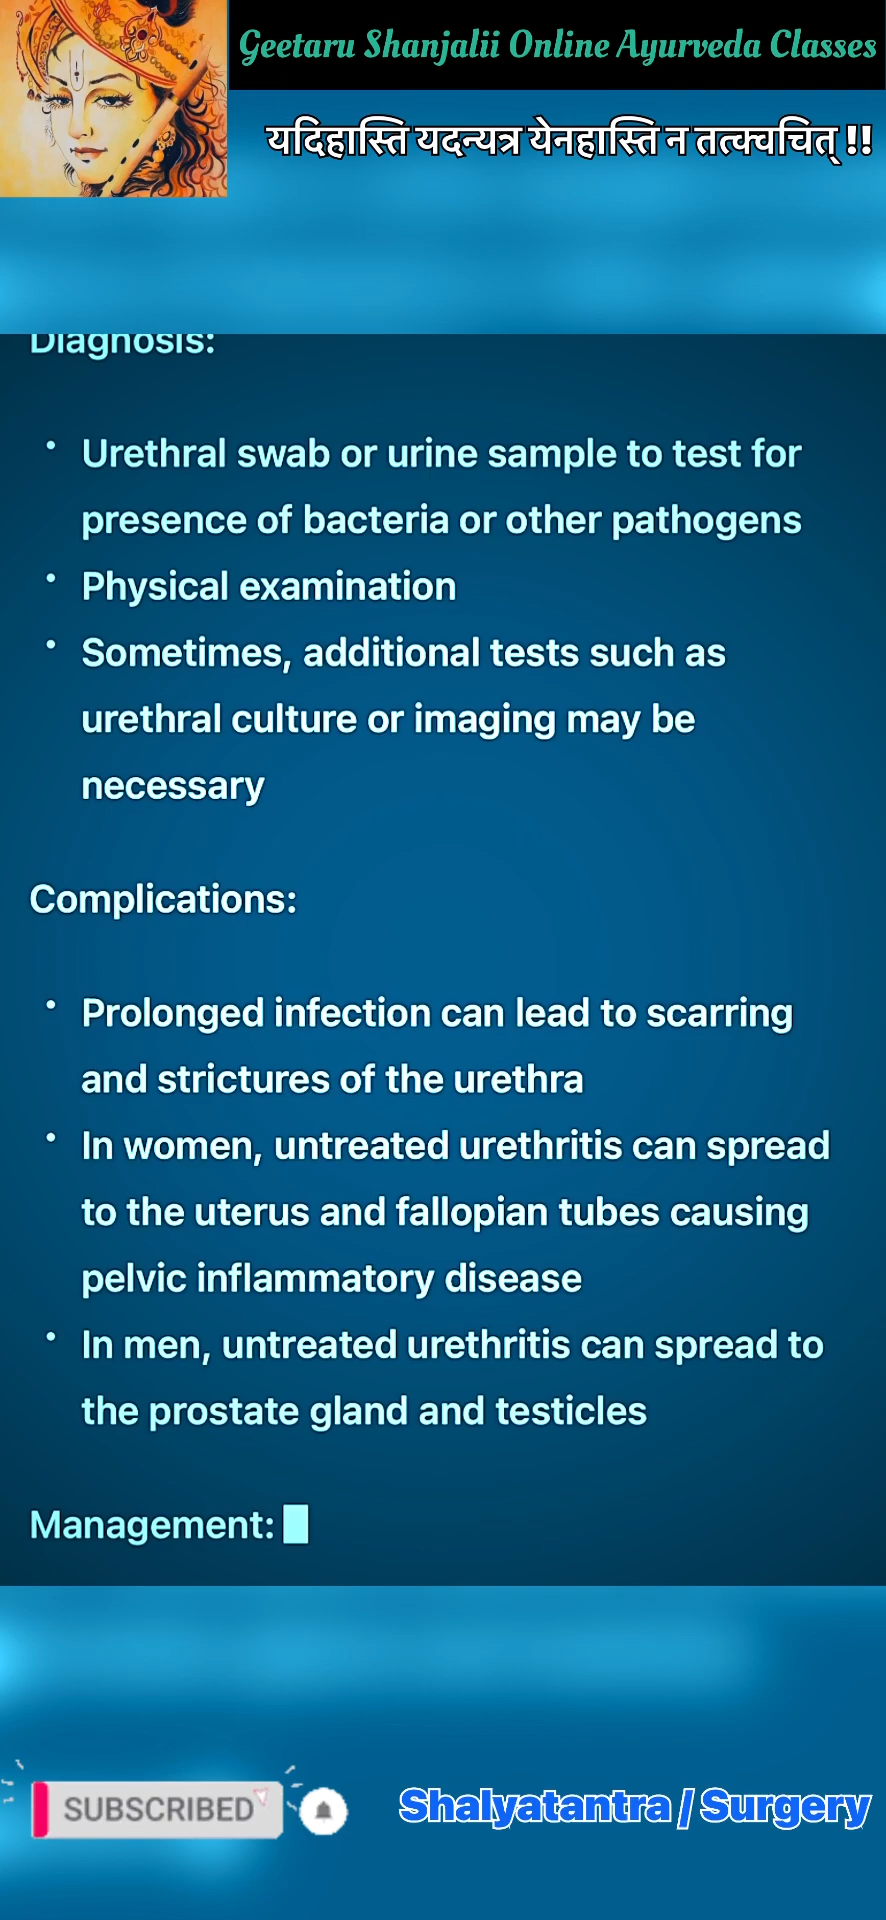 Geetaru Shanjalii Online Ayurveda Classes
यदिहास्ति यदन्यत्र येनहास्ति न तत्क्वचित् !!
Diagnosis:
• Urethral swab or urine sample to test for
presence of bacteria or other pathogens
• Physical examination
• Sometimes, additional tests such as
urethral culture or imaging may be
necessary
Complications:
• Prolonged infection can lead to scarring
and strictures of the urethra
• In women, untreated urethritis can spread
to the uterus and fallopian tubes causing
pelvic inflammatory disease
• In men, untreated urethritis can spread to
the prostate gland and testicles
Management:
SUBSCRIBED
Shalyatantra / Surgery